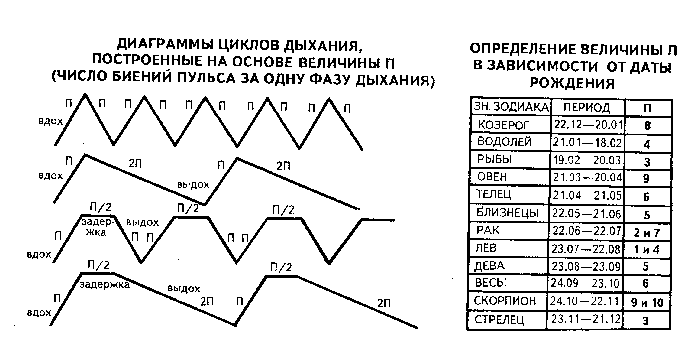 ДИАГРАММЫ ЦИКЛОВ ДЫХАНИЯ,
ПОСТРОЕННЫЕ НА ОСНОВЕ ВЕЛИЧИНЫ П
(ЧИСЛО БИЕНИЙ ПУЛЬСА ЗА ОДНУ ФАЗУ ДЫХАНИЯ)
П П П П П П П П П П
вдох
П 2П П 2П
вдох выдох
П/2 П/2 П/2
задер- выдох
жка
П П П П П П
вдох
П/2 П/2
задержка выдох
П 2П П 2П
вдох
ОПРЕДЕЛЕНИЕ ВЕЛИЧИНЫ П
В ЗАВИСИМОСТИ ОТ ДАТЫ
РОЖДЕНИЯ
ЗН. ЗОДИАКА ПЕРИОД П
КОЗЕРОГ 22.12—20.01 8
ВОДОЛЕЙ 21.01—18.02 4
РЫБЫ 19.02 20.03 3
ОВЕН 21.03—20.04 9
ТЕЛЕЦ 21.04 21.05 6
БЛИЗНЕЦЫ 22.05—21.06 5
РАК 22.06—22.07 2 и 7
ЛЕВ 23.07—22.08 1 и 4
ДЕВА 23.08—23.09 5
ВЕСЫ 24.09 23.10 6
СКОРПИОН 24.10—22.11 9 и 10
СТРЕЛЕЦ 23.11—21.12 3